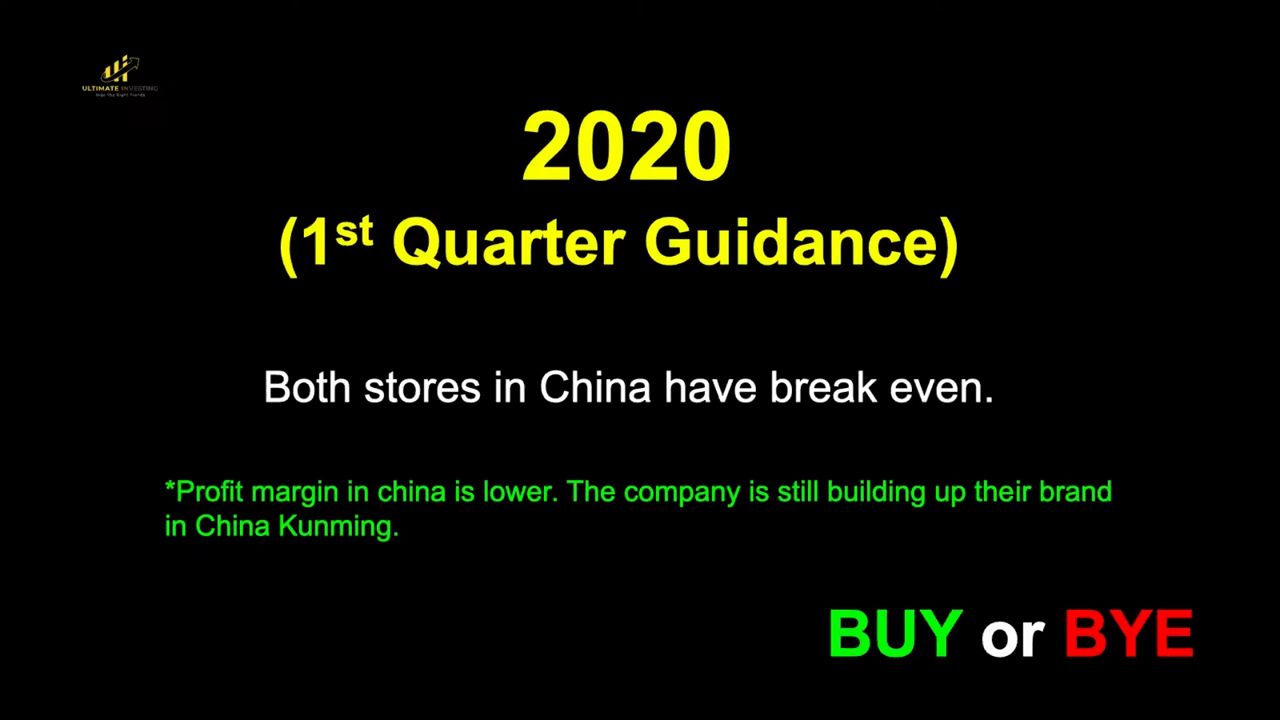 ULTIMATE INVESTING
2020
(1st Quarter Guidance)
Both stores in China have break even.
*Profit margin in china is lower. The company is still building up their brand
in China Kunming.
BUY or BYE